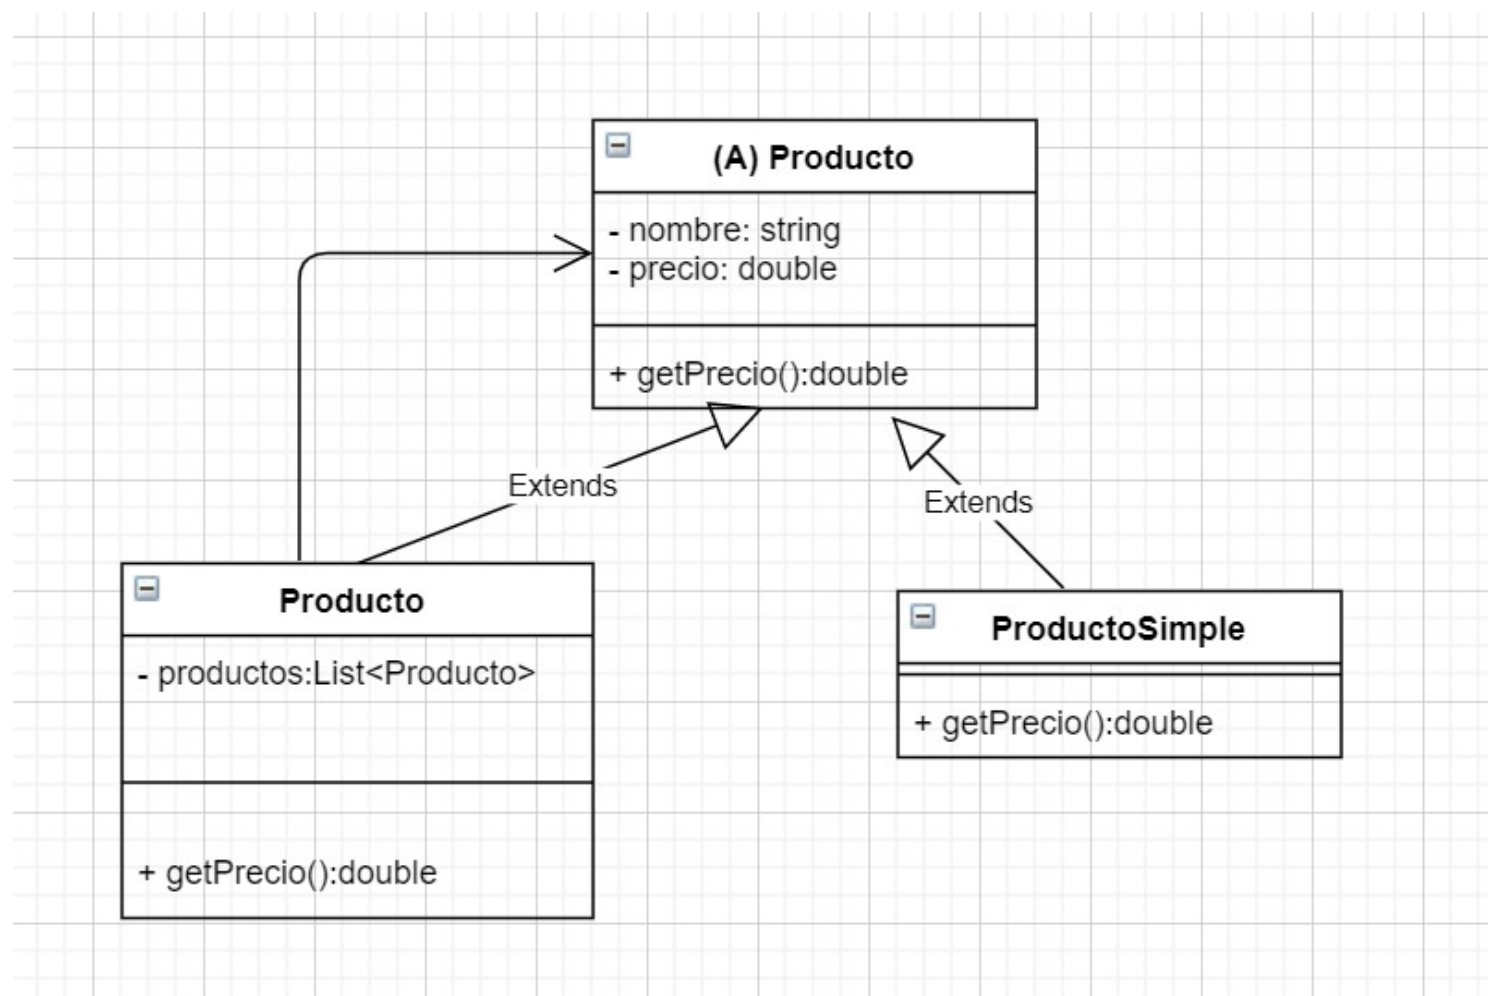 (A) Producto
- nombre: string
- precio: double
+ getPrecio():double
Extends
Extends
Producto
- productos:List<Producto>
+ getPrecio():double
ProductoSimple
+ getPrecio():double